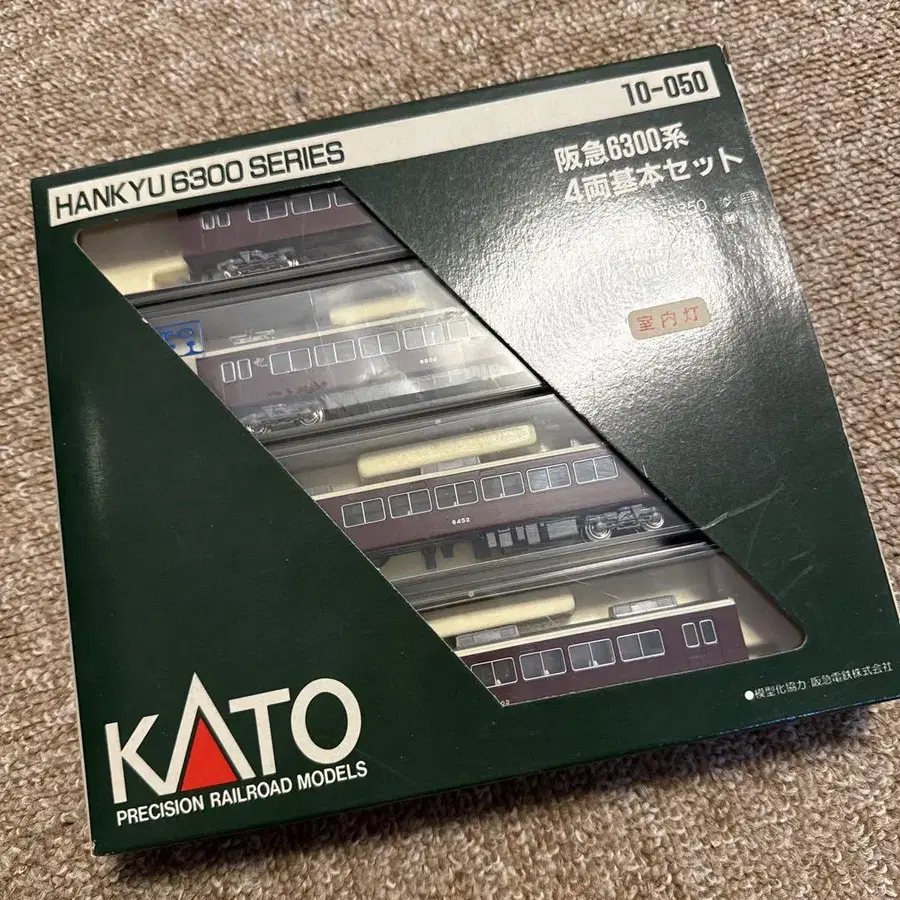 HANKYU 6300 SERIES
10-050
阪急6300系
4両基本セット
室内灯
6452
KATO
PRECISION RAILROAD MODELS
●模型化協力:阪急電鉄株式会社